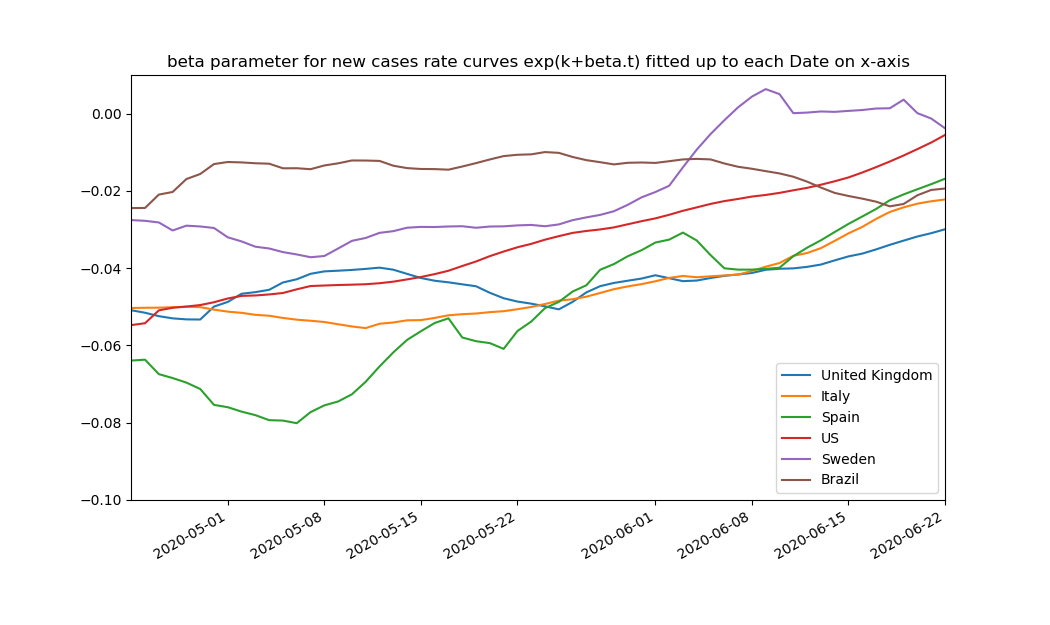 beta parameter for new cases rate curves exp(k+beta.t) fitted up to each Date on x-axis
0.00
−0.02
−0.04
−0.06
−0.08
−0.10
United Kingdom
Italy
Spain
US
Sweden
Brazil
2020-05-01
2020-05-08
2020-05-15
2020-05-22
2020-06-01
2020-06-08
2020-06-15
2020-06-22